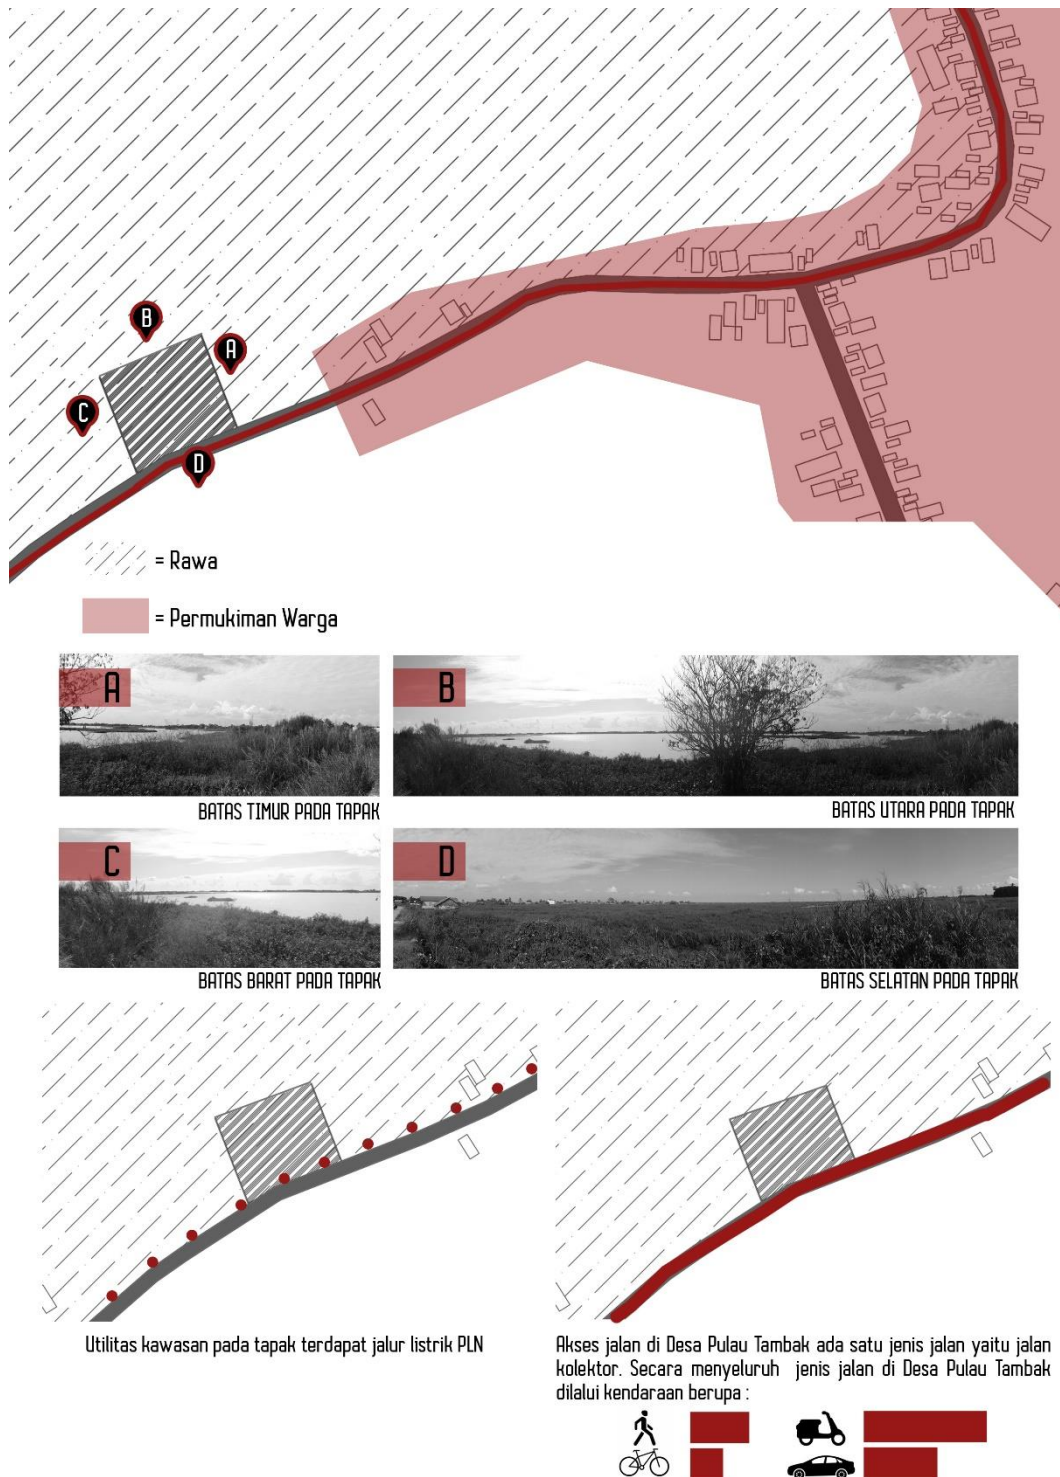 B
A
C
D
= Rawa
= Permukiman Warga
A
B
BATAS TIMUR PADA TAPAK
BATAS UTARA PADA TAPAK
C
D
BATAS BARAT PADA TAPAK
BATAS SELATAN PADA TAPAK
Utilitas kawasan pada tapak terdapat jalur listrik PLN
Akses jalan di Desa Pulau Tambak ada satu jenis jalan yaitu jalan
kolektor. Secara menyeluruh jenis jalan di Desa Pulau Tambak
dilalui kendaraan berupa :